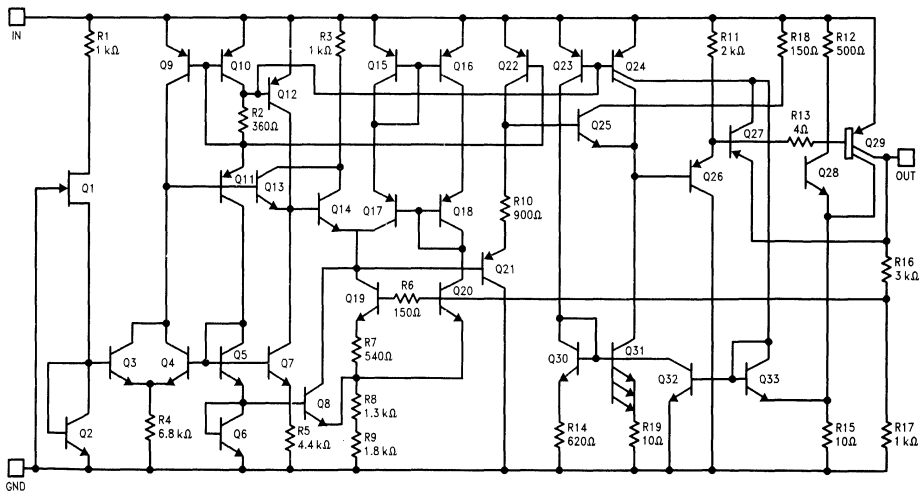 IN
R1
1 kΩ
Q9
Q10
R2
360Ω
Q12
R3
1 kΩ
Q15
Q16
Q22
Q23
Q24
R11
2 kΩ
R18
150Ω
R12
500Ω
Q25
Q27
R13
4Ω
Q29
OUT
Q1
Q11
Q13
Q14
Q17
Q18
R10
900Ω
Q26
Q28
R16
3 kΩ
Q21
Q19
R6
150Ω
Q20
Q3
Q4
Q5
Q7
R7
540Ω
Q8
Q30
Q31
Q32
Q33
R4
6.8 kΩ
R8
1.3 kΩ
Q2
Q6
R5
4.4 kΩ
R9
1.8 kΩ
R14
620Ω
R19
10Ω
R15
10Ω
R17
1 kΩ
GND